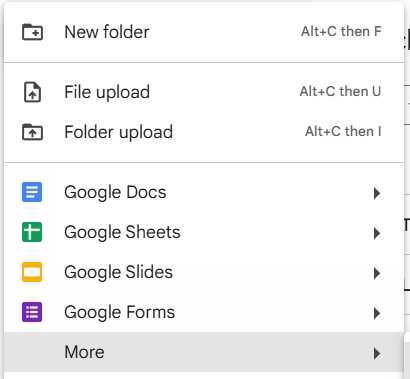 New folder Alt+C then F
File upload Alt+C then U
Folder upload Alt+C then I
Google Docs
Google Sheets
Google Slides
Google Forms
More